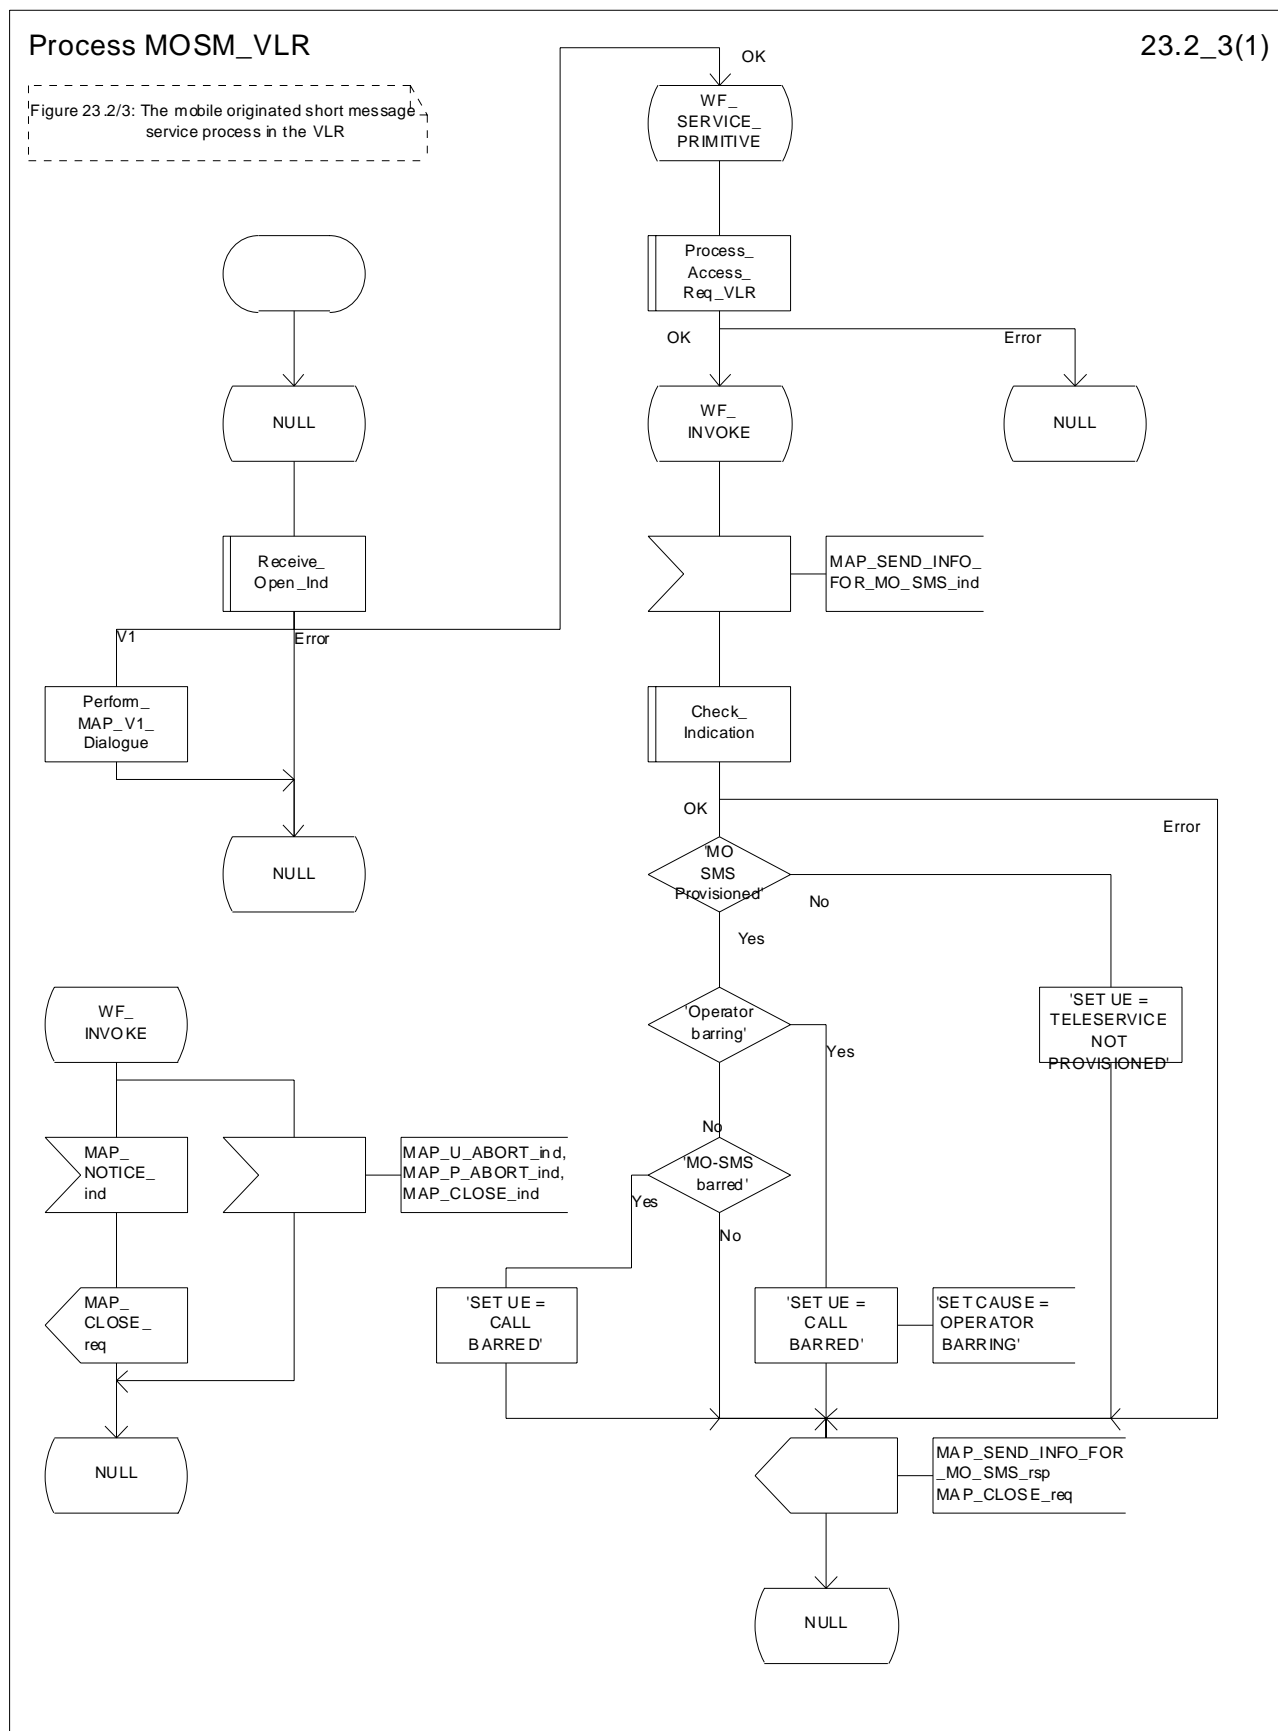 Process MOSM_VLR
23.2_3(1)
Figure 23.2/3: The mobile originated short message
service process in the VLR
OK
WF_
SERVICE_
PRIMITIVE
Process_
Access_
Req_VLR
OK
Error
NULL
WF_
INVOKE
NULL
Receive_
Open_Ind
MAP_SEND_INFO_
FOR_MO_SMS_ind
V1
Error
Perform_
MAP_V1_
Dialogue
Check_
Indication
OK
Error
'MO
SMS
Provisioned'
NULL
No
Yes
WF_
INVOKE
'Operator
barring'
'SET UE =
TELESERVICE
NOT
PROVISIONED'
Yes
No
MAP_
NOTICE_
ind
MAP_U_ABORT_ind,
MAP_P_ABORT_ind,
MAP_CLOSE_ind
'MO-SMS
barred'
Yes
No
MAP_
CLOSE_
req
'SET UE =
CALL
BARRED'
'SET UE =
CALL
BARRED'
'SET CAUSE =
OPERATOR
BARRING'
NULL
MAP_SEND_INFO_FOR
_MO_SMS_rsp
MAP_CLOSE_req
NULL